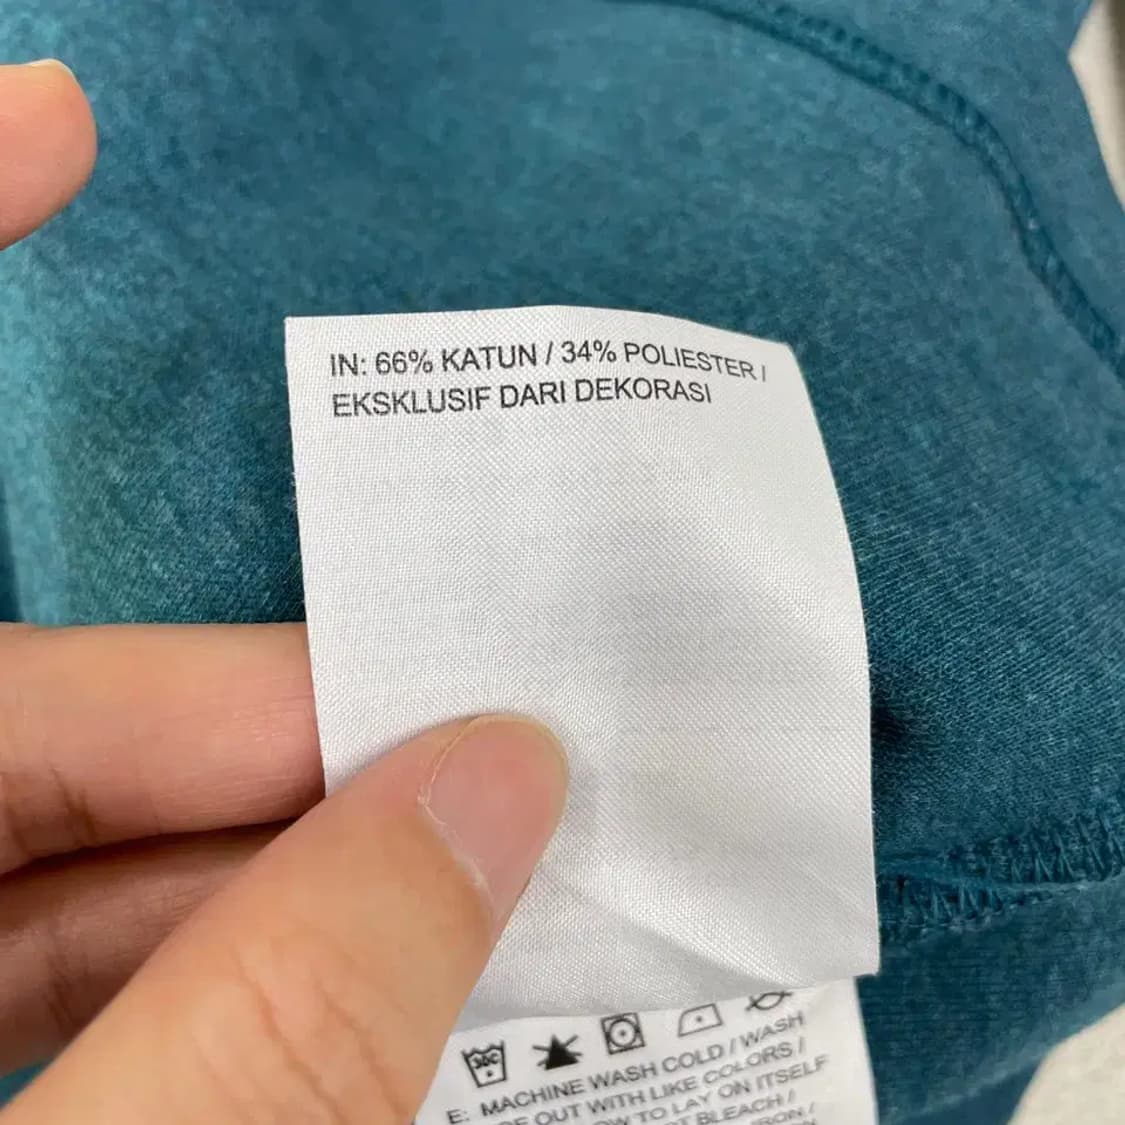 IN: 66% KATUN / 34% POLIESTER /
EKSKLUSIF DARI DEKORASI
30C
E: MACHINE WASH COLD / WASH
OUT WITH LIKE COLORS /
TO LAY ON ITSELF
BLEACH /